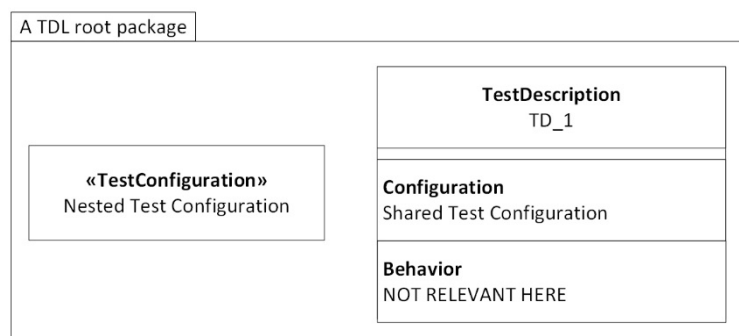 A TDL root package
TestDescription
TD_1
«TestConfiguration»
Nested Test Configuration
Configuration
Shared Test Configuration
Behavior
NOT RELEVANT HERE